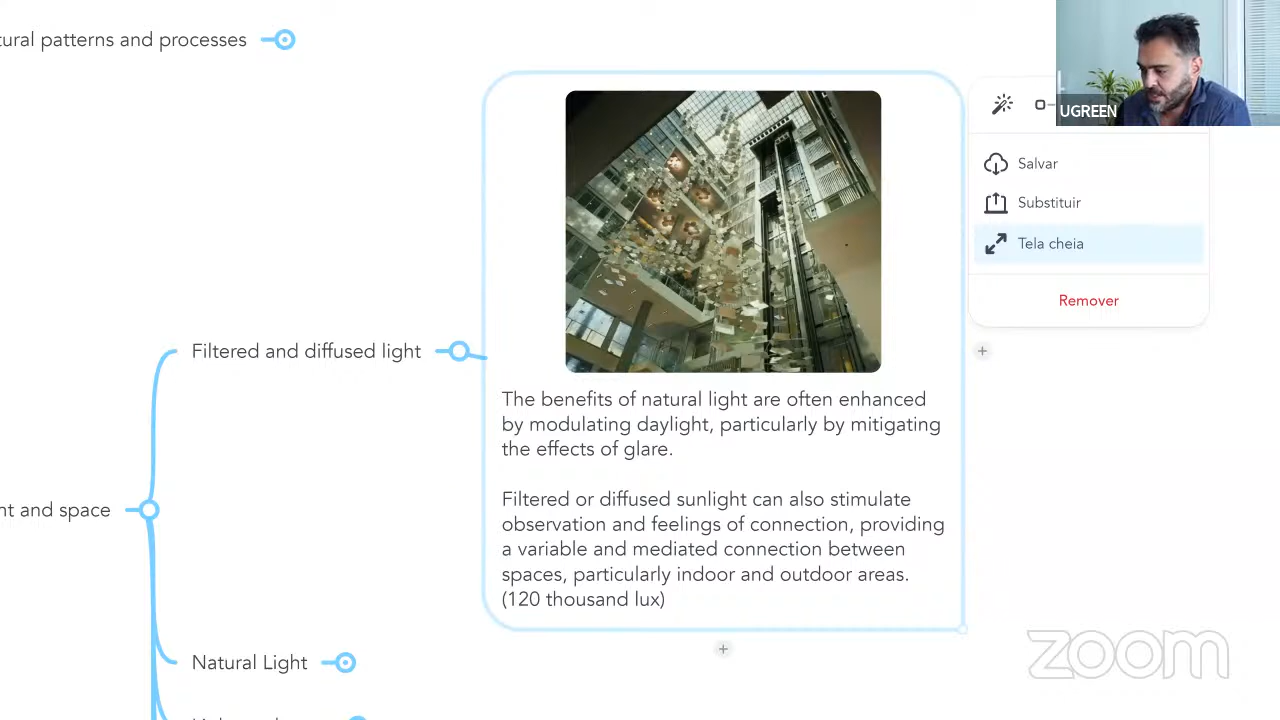 tural patterns and processes
UGREEN
Salvar
Substituir
Tela cheia
Remover
Filtered and diffused light
The benefits of natural light are often enhanced
by modulating daylight, particularly by mitigating
the effects of glare.
Filtered or diffused sunlight can also stimulate
observation and feelings of connection, providing
a variable and mediated connection between
spaces, particularly indoor and outdoor areas.
(120 thousand lux)
nt and space
Natural Light
zoom